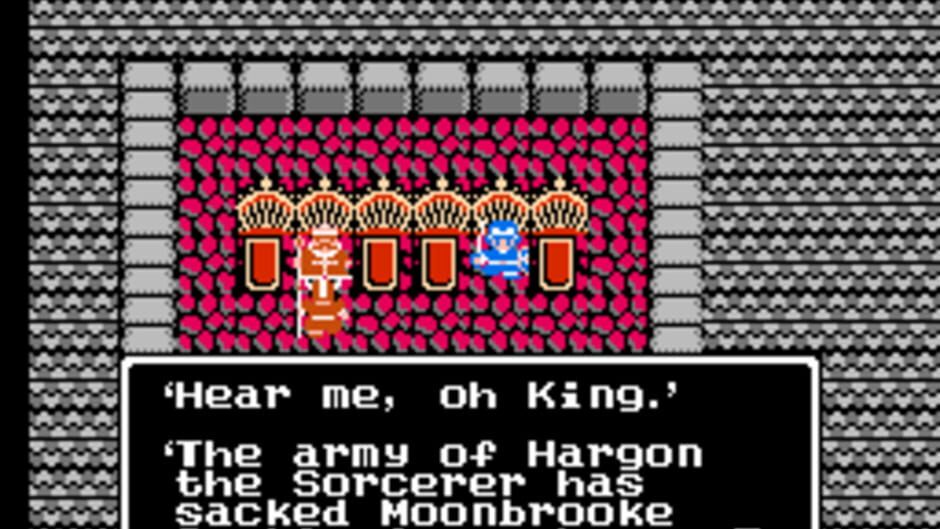 ‘Hear me, oh King.’
‘The army of Hargon
the Sorcerer has
sacked Moonbrooke